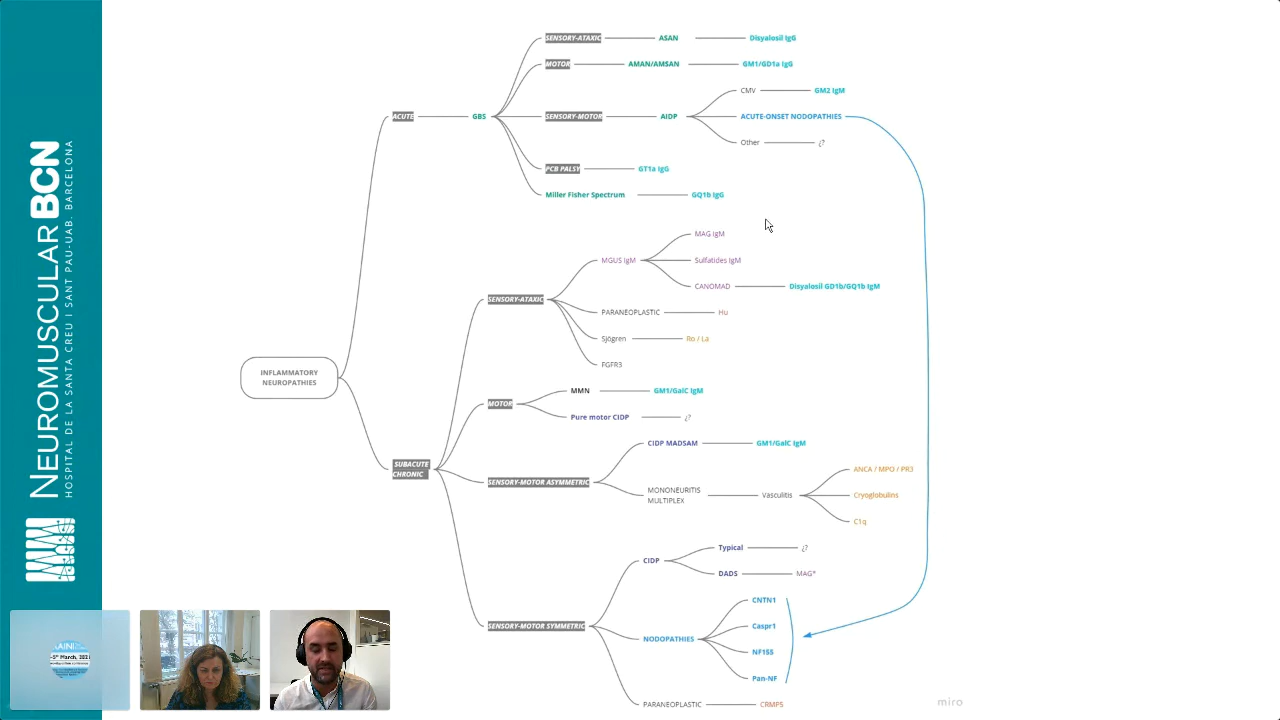 NEUROMUSCULAR BCN
HOSPITAL DE LA SANTA CREU I SANT PAU-UAB. BARCELONA
INFLAMMATORY
NEUROPATHIES
ACUTE
GBS
SENSORY-ATAXIC
ASAN
Disyalosil IgG
MOTOR
AMAN/AMSAN
GM1/GD1a IgG
SENSORY-MOTOR
AIDP
CMV
GM2 IgM
ACUTE-ONSET NODOPATHIES
Other
¿?
PCB PALSY
GT1a IgG
Miller Fisher Spectrum
GQ1b IgG
SUBACUTE
CHRONIC
SENSORY-ATAXIC
MGUS IgM
MAG IgM
Sulfatides IgM
CANOMAD
Disyalosil GD1b/GQ1b IgM
PARANEOPLASTIC
Hu
Sjögren
Ro / La
FGFR3
MOTOR
MMN
GM1/GalC IgM
Pure motor CIDP
¿?
SENSORY-MOTOR ASYMMETRIC
CIDP MADSAM
GM1/GalC IgM
MONONEURITIS
MULTIPLEX
Vasculitis
ANCA / MPO / PR3
Cryoglobulins
C1q
SENSORY-MOTOR SYMMETRIC
CIDP
Typical
¿?
DADS
MAG*
NODOPATHIES
CNTN1
Caspr1
NF155
Pan-NF
PARANEOPLASTIC
CRMP5
miro